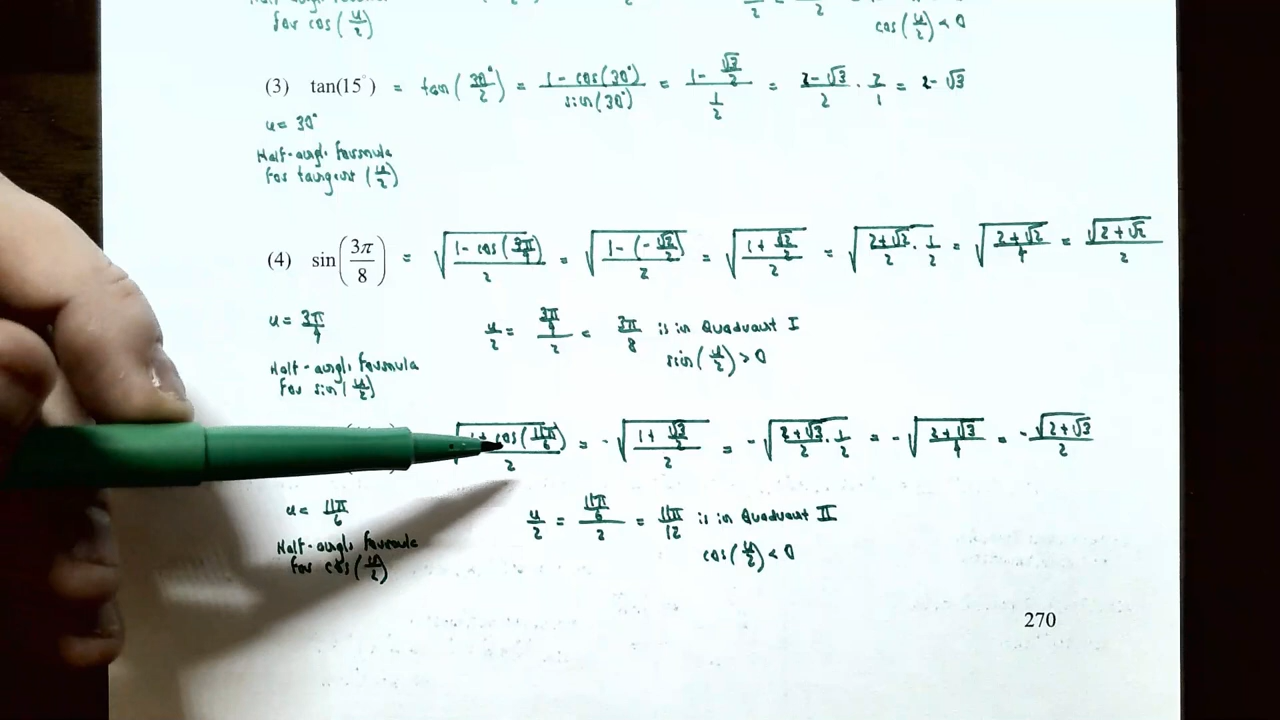 for cos(u/2) cos(u/2) < 0
(3) tan(15°) = tan(30°/2) = (1 - cos(30°))/(sin(30°)) = (1 - √3/2)/(1/2) = (2-√3)/2 · 2/1 = 2-√3
u = 30°
Half-angle formula
for tangent (u/2)
(4) sin(3π/8) = √((1 - cos(3π/4))/2) = √((1-(-√2/2))/2) = √((1+√2/2)/2) = √((2+√2)/2 · 1/2) = √((2+√2)/4) = √(2+√2)/2
u = 3π/4 u/2 = (3π/4)/2 = 3π/8 is in Quadrant I
Half-angle formula sin(u/2) > 0
for sin(u/2)
cos(11π/6))/2) = -√((1+√3/2)/2) = -√((2+√3)/2 · 1/2) = -√((2+√3)/4) = -√(2+√3)/2
u = 11π/6 u/2 = (11π/6)/2 = 11π/12 is in Quadrant II
Half-angle formula cos(u/2) < 0
for cos(u/2)
270